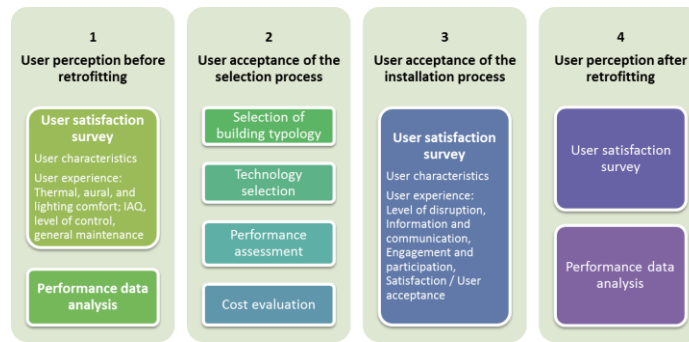 1
User perception before
retrofitting
User satisfaction
survey
User characteristics
User experience:
Thermal, aural, and
lighting comfort; IAQ,
level of control,
general maintenance
Performance data
analysis
2
User acceptance of the
selection process
Selection of
building typology
Technology
selection
Performance
assessment
Cost evaluation
3
User acceptance of the
installation process
User satisfaction
survey
User characteristics
User experience:
Level of disruption,
Information and
communication,
Engagement and
participation,
Satisfaction / User
acceptance
4
User perception after
retrofitting
User satisfaction
survey
Performance data
analysis